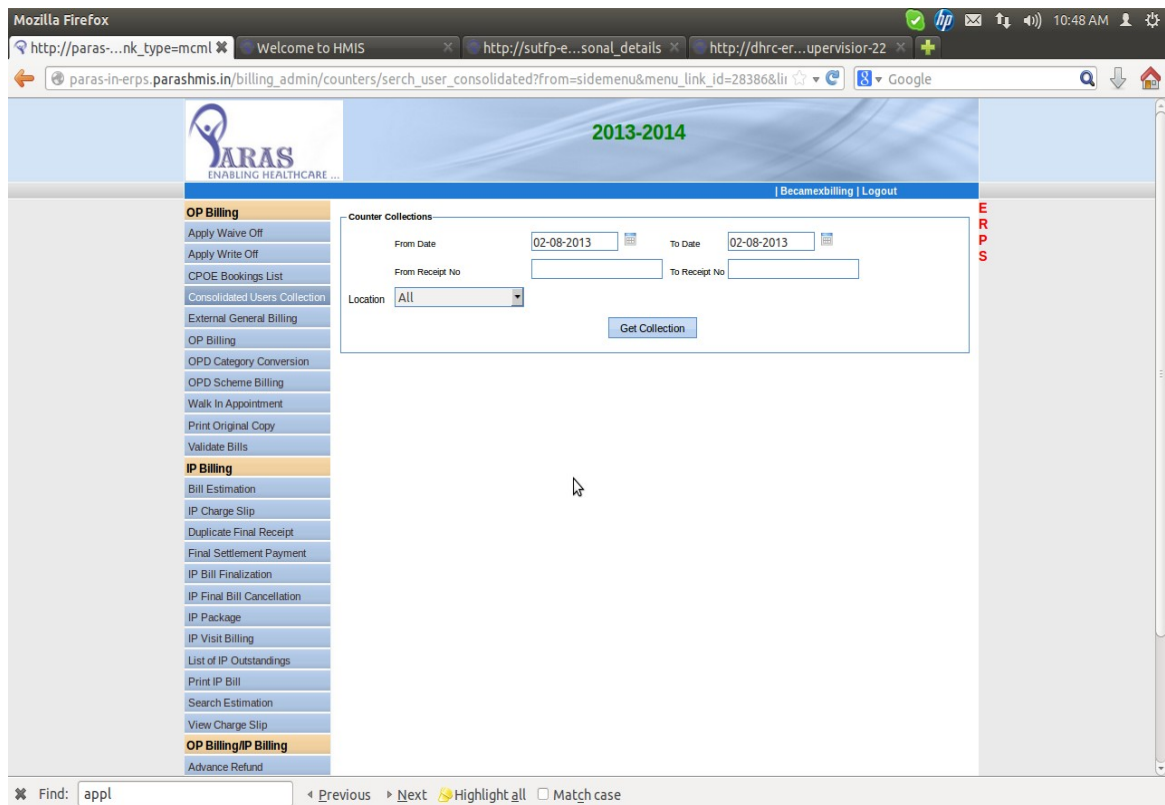 Mozilla Firefox
hp
10:48 AM
http://paras-...nk_type=mcml
Welcome to HMIS
http://sutfp-e...sonal_details
http://dhrc-er...upervisior-22
paras-in-erps.parashmis.in/billing_admin/counters/serch_user_consolidated?from=sidemenu&menu_link_id=28386&li
8 Google
PARAS
ENABLING HEALTHCARE ...
2013-2014
| Becamexbilling | Logout
E
R
P
S
OP Billing
Apply Waive Off
Apply Write Off
CPOE Bookings List
Consolidated Users Collection
External General Billing
OP Billing
OPD Category Conversion
OPD Scheme Billing
Walk In Appointment
Print Original Copy
Validate Bills
IP Billing
Bill Estimation
IP Charge Slip
Duplicate Final Receipt
Final Settlement Payment
IP Bill Finalization
IP Final Bill Cancellation
IP Package
IP Visit Billing
List of IP Outstandings
Print IP Bill
Search Estimation
View Charge Slip
OP Billing/IP Billing
Advance Refund
Counter Collections
From Date 02-08-2013 To Date 02-08-2013
From Receipt No To Receipt No
Location All
Get Collection
Find: appl Previous Next Highlight all Match case